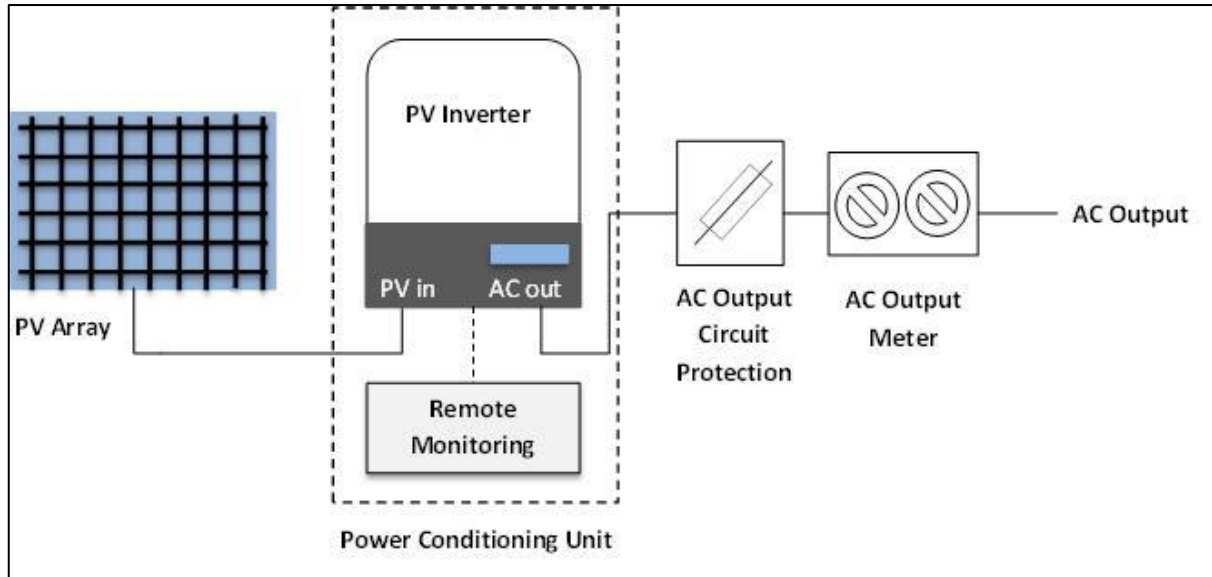 PV Inverter
PV in
AC out
PV Array
Remote
Monitoring
Power Conditioning Unit
AC Output
Circuit
Protection
AC Output
Meter
AC Output